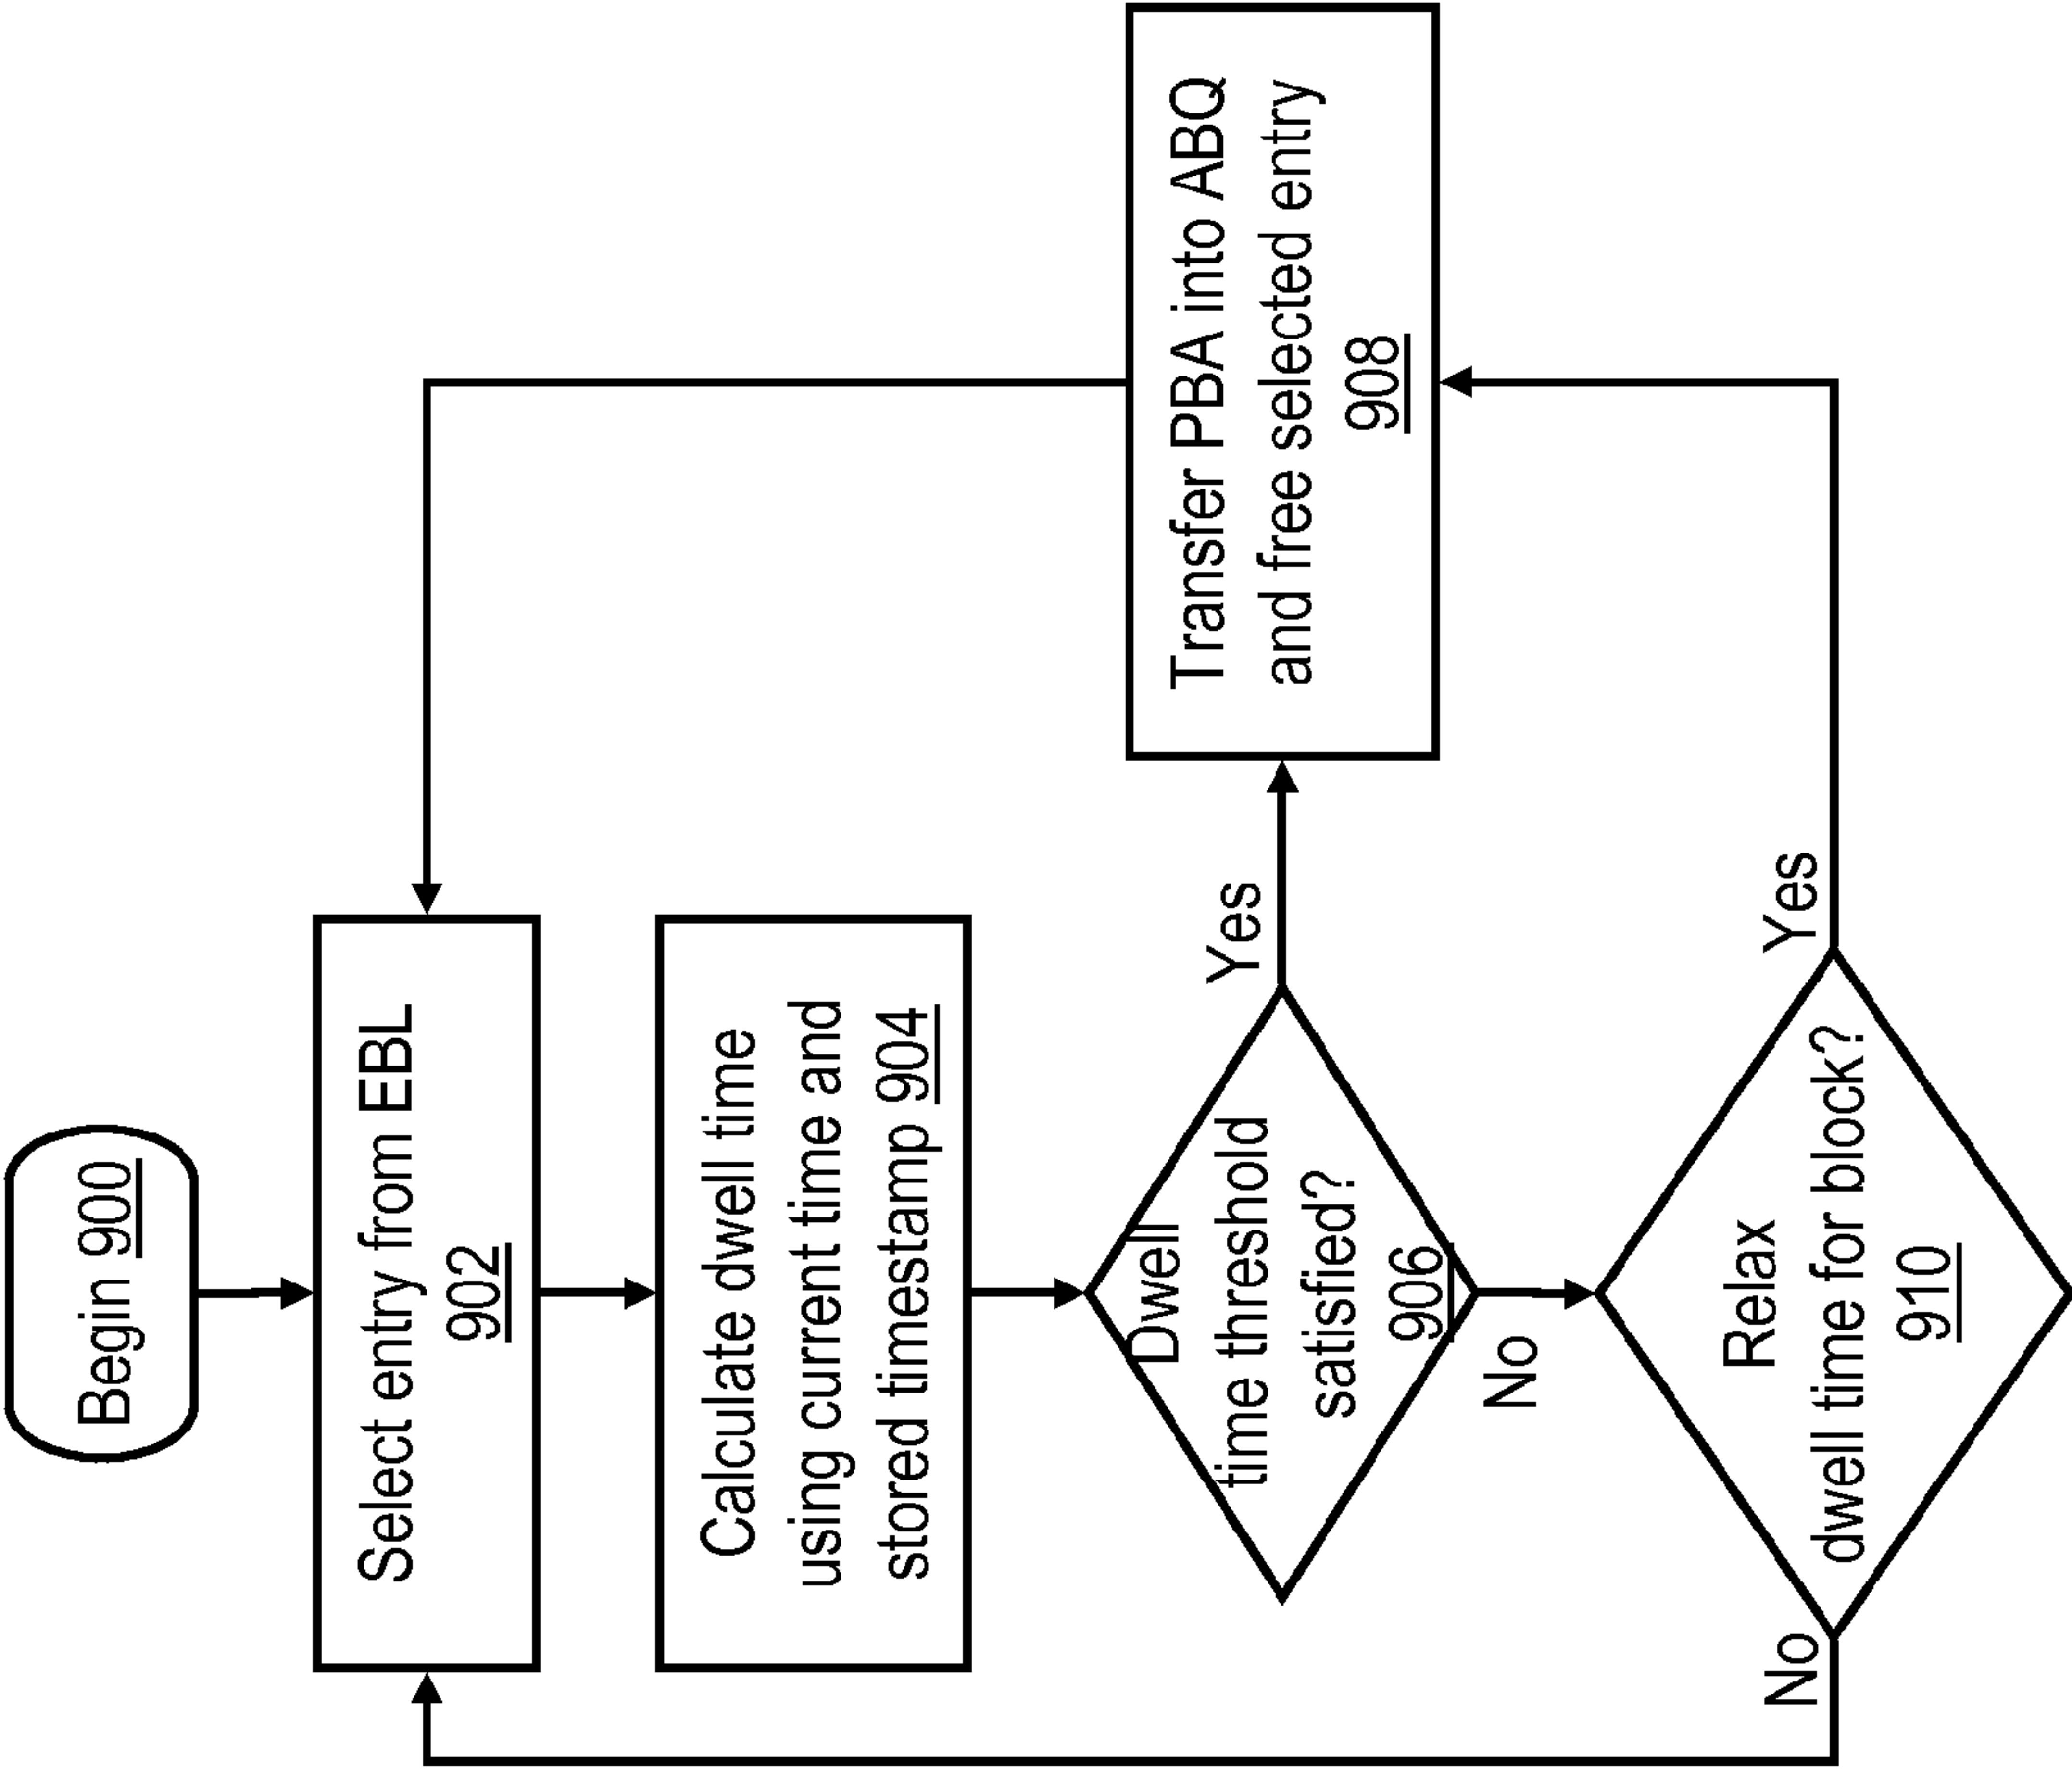 Begin 900
Select entry from EBL
902
Calculate dwell time
using current time and
stored timestamp 904
Dwell
time threshold
satisfied?
906
Yes
No
Transfer PBA into ABQ
and free selected entry
908
Relax
dwell time for block?
910
Yes
No